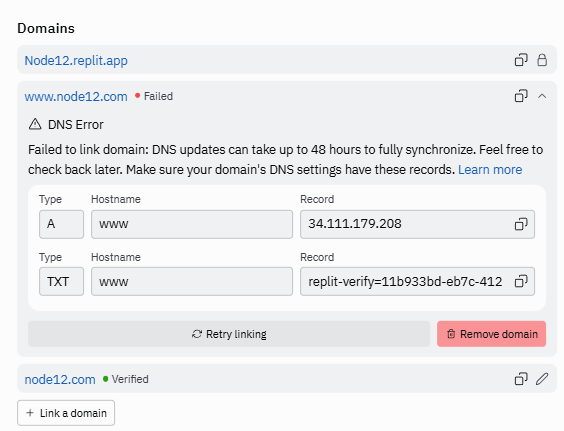 Domains
Node12.replit.app
www.node12.com Failed
DNS Error
Failed to link domain: DNS updates can take up to 48 hours to fully synchronize. Feel free to
check back later. Make sure your domain's DNS settings have these records. Learn more
Type Hostname Record
A www 34.111.179.208
Type Hostname Record
TXT www replit-verify=11b933bd-eb7c-412
Retry linking Remove domain
node12.com Verified
+ Link a domain